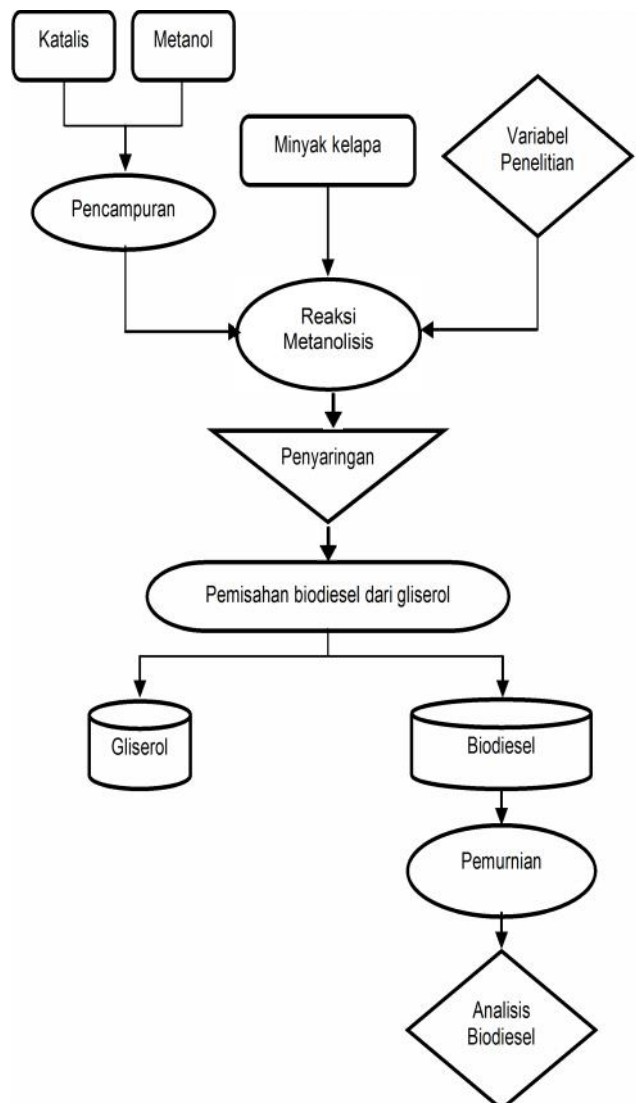 Katalis
Metanol
Minyak kelapa
Variabel
Penelitian
Pencampuran
Reaksi
Metanolisis
Penyaringan
Pemisahan biodiesel dari gliserol
Gliserol
Biodiesel
Pemurnian
Analisis
Biodiesel